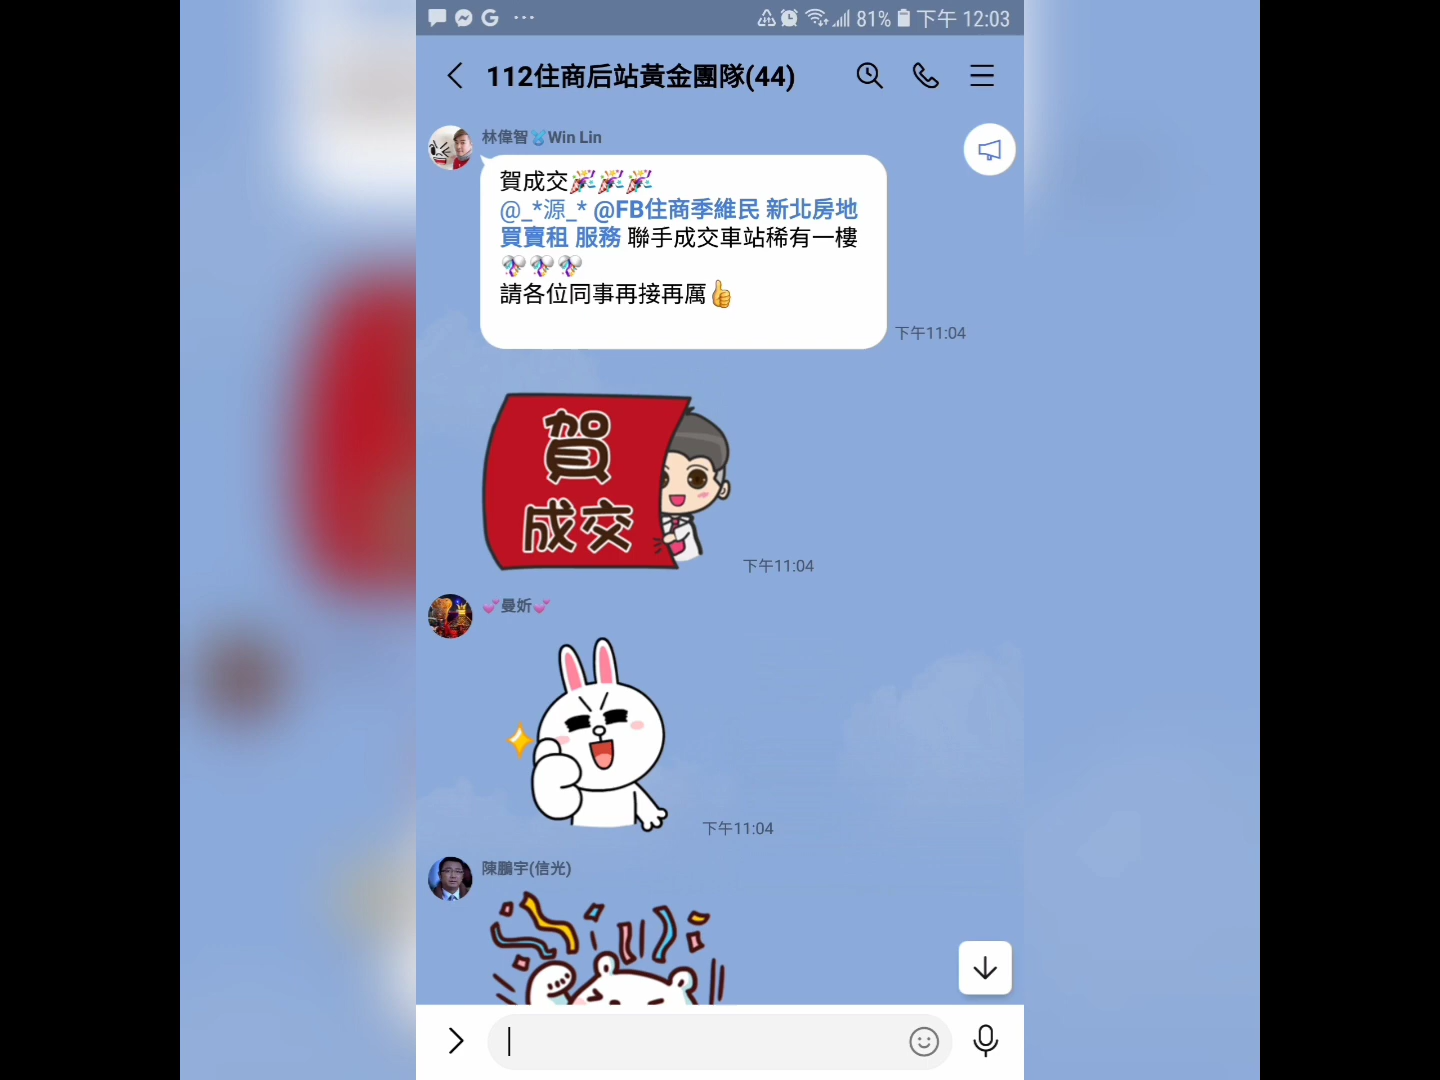 81% 下午 12:03
112住商后站黃金團隊(44)
林偉智 Win Lin
賀成交🎉🎉🎉
@_*源_* @FB住商季維民 新北房地
買賣租 服務 聯手成交車站稀有一樓
🎊🎊🎊
請各位同事再接再厲👍
下午11:04
賀
成交
下午11:04
💕曼妡💕
下午11:04
陳鵬宇(信光)